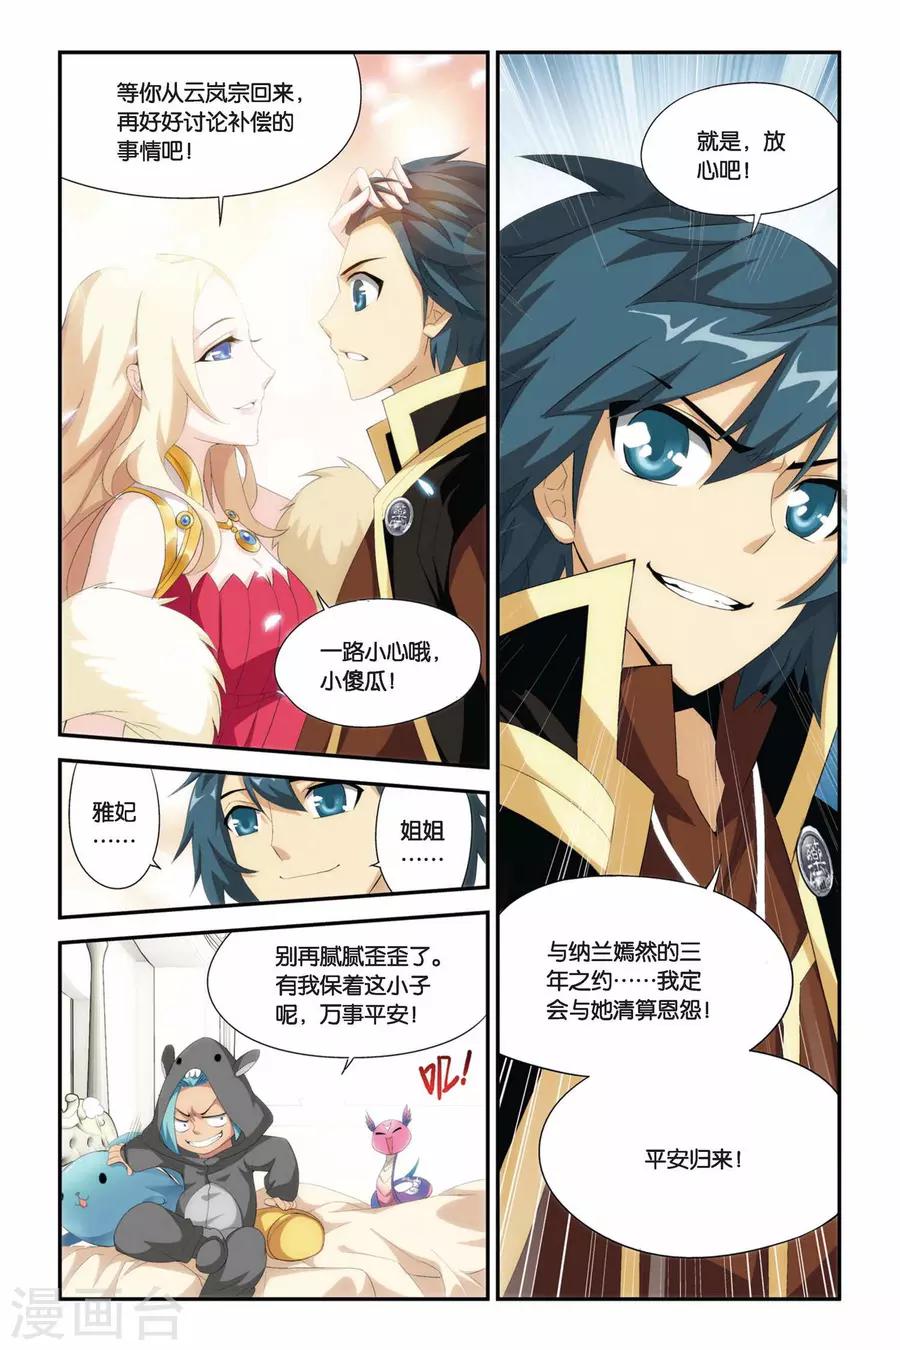 等你从云岚宗回来，
再好好讨论补偿的
事情吧！
一路小心哦，
小傻瓜！
雅妃
……
姐姐
……
别再腻腻歪歪了。
有我保着这小子
呢，万事平安！
叽！
就是，放
心吧！
与纳兰嫣然的三
年之约……我定
会与她清算恩怨！
平安归来！
漫画台